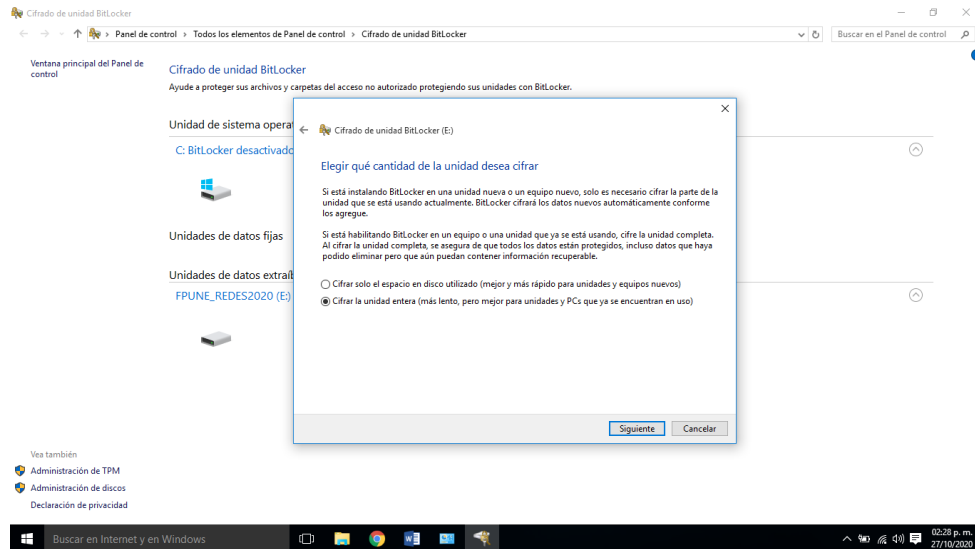 Cifrado de unidad BitLocker
Panel de control › Todos los elementos de Panel de control › Cifrado de unidad BitLocker
Buscar en el Panel de control
Ventana principal del Panel de
control
Cifrado de unidad BitLocker
Ayude a proteger sus archivos y carpetas del acceso no autorizado protegiendo sus unidades con BitLocker.
Unidad de sistema opera
C: BitLocker desactivado
Unidades de datos fijas
Unidades de datos extraíb
FPUNE_REDES2020 (E:)
Cifrado de unidad BitLocker (E:)
Elegir qué cantidad de la unidad desea cifrar
Si está instalando BitLocker en una unidad nueva o un equipo nuevo, solo es necesario cifrar la parte de la
unidad que se está usando actualmente. BitLocker cifrará los datos nuevos automáticamente conforme
los agregue.
Si está habilitando BitLocker en un equipo o una unidad que ya se está usando, cifre la unidad completa.
Al cifrar la unidad completa, se asegura de que todos los datos están protegidos, incluso datos que haya
podido eliminar pero que aún puedan contener información recuperable.
Cifrar solo el espacio en disco utilizado (mejor y más rápido para unidades y equipos nuevos)
Cifrar la unidad entera (más lento, pero mejor para unidades y PCs que ya se encuentran en uso)
Siguiente
Cancelar
Vea también
Administración de TPM
Administración de discos
Declaración de privacidad
Buscar en Internet y en Windows
02:28 p. m.
27/10/2020